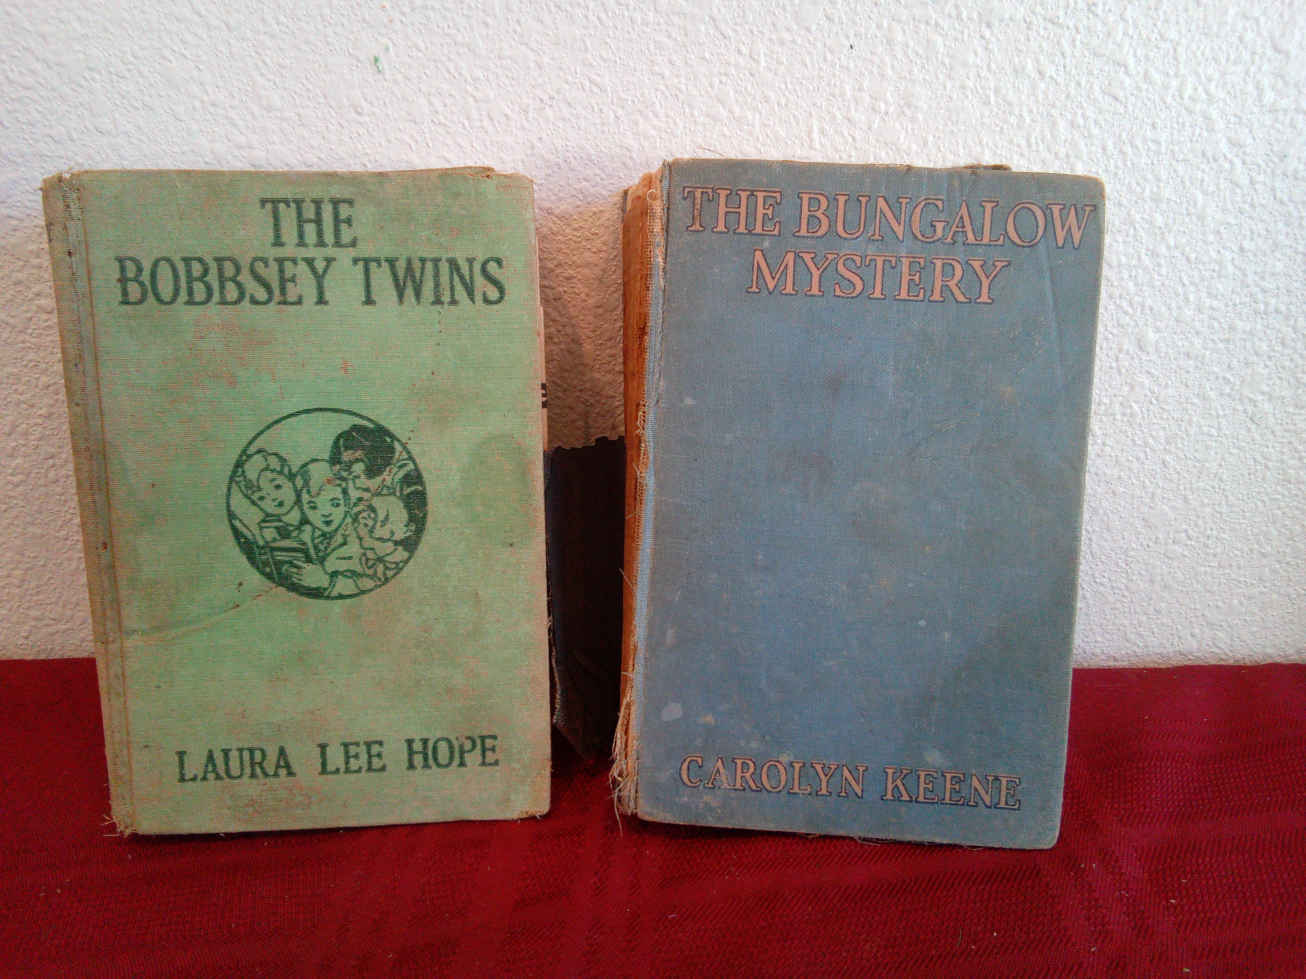 THE
BOBBSEY TWINS
LAURA LEE HOPE
THE BUNGALOW
MYSTERY
CAROLYN KEENE